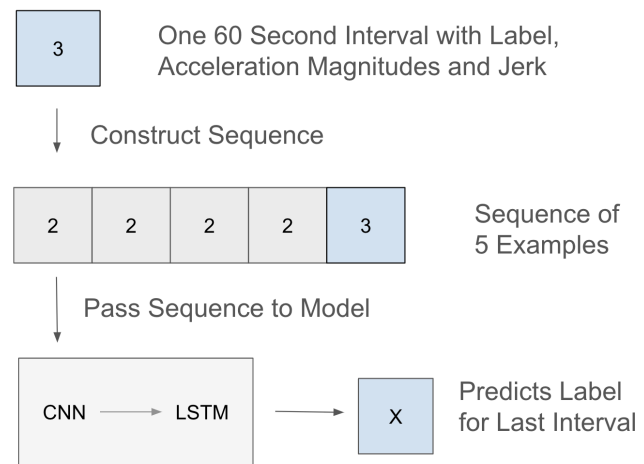 3
One 60 Second Interval with Label,
Acceleration Magnitudes and Jerk
Construct Sequence
2 2 2 2 3
Sequence of
5 Examples
Pass Sequence to Model
CNN LSTM
X
Predicts Label
for Last Interval